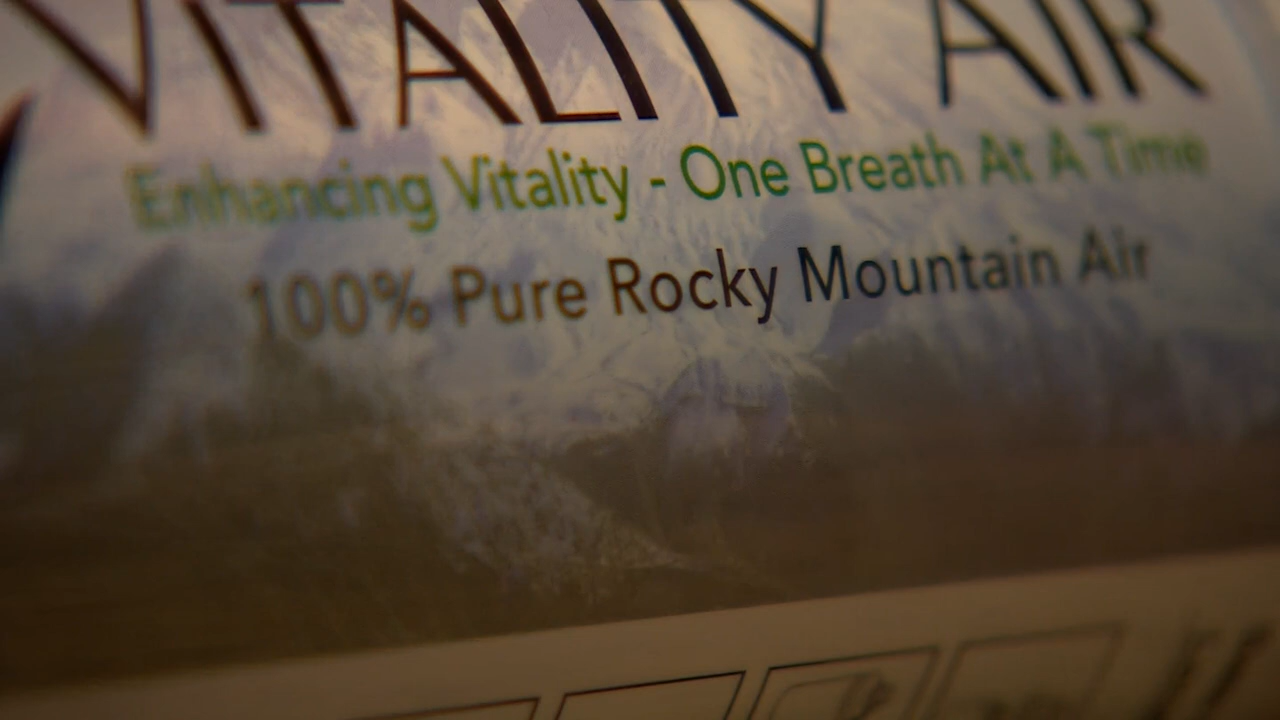 VITALITY AIR
Enhancing Vitality - One Breath At A Time
100% Pure Rocky Mountain Air